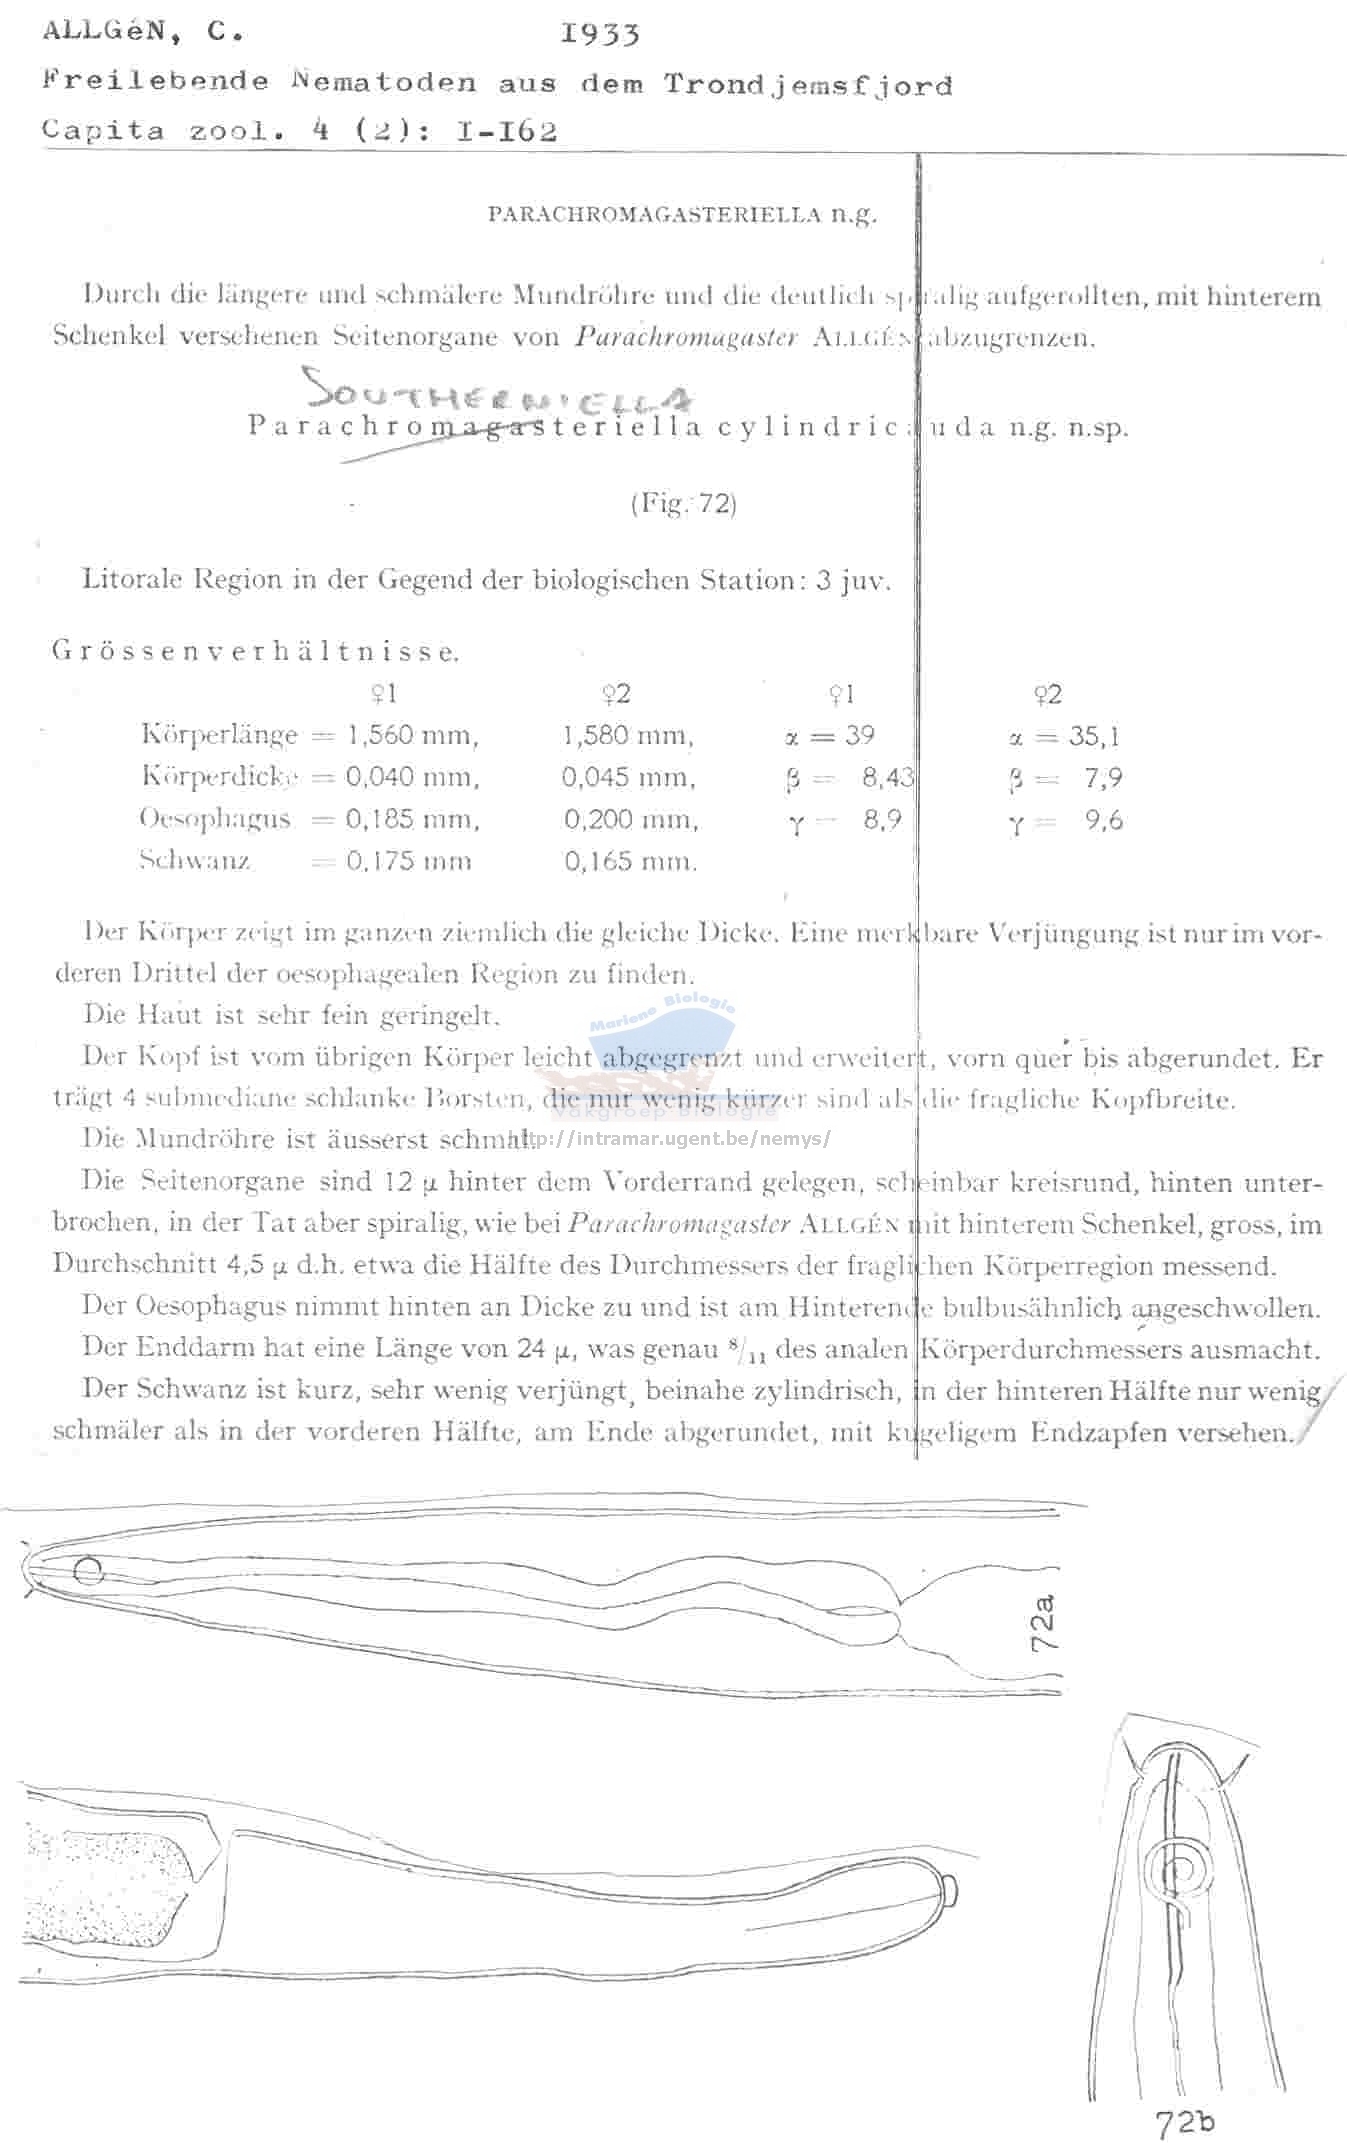 ALLGéN, C. I933
Freilebende Nematoden aus dem Trondjemsfjord
Capita zool. 4 (2): I-I62
PARACHROMAGASTERIELLA n.g.
Durch die längere und schmälere Mundröhre und die deutlich spiralig aufgerollten, mit hinterem
Schenkel versehenen Seitenorgane von Parachromagaster ALLGÉN abzugrenzen.
SOUTHERNIELLA
Parachromagasteriella cylindricauda n.g. n.sp.
(Fig. 72)
Litorale Region in der Gegend der biologischen Station: 3 juv.
Grössenverhältnisse.
♀1 ♀2 ♀1 ♀2
Körperlänge = 1,560 mm, 1,580 mm, α = 39 α = 35,1
Körperdicke = 0,040 mm, 0,045 mm, β = 8,43 β = 7,9
Oesophagus = 0,185 mm, 0,200 mm, γ = 8,9 γ = 9,6
Schwanz = 0,175 mm 0,165 mm.
Der Körper zeigt im ganzen ziemlich die gleiche Dicke. Eine merkbare Verjüngung ist nur im vor-
deren Drittel der oesophagealen Region zu finden.
Die Haut ist sehr fein geringelt.
Mariene Biologie
Der Kopf ist vom übrigen Körper leicht abgegrenzt und erweitert, vorn quer bis abgerundet. Er
trägt 4 submediane schlanke Borsten, die nur wenig kürzer sind als die fragliche Kopfbreite.
Vakgroep Biologie
Die Mundröhre ist äusserst schmal.
http://intramar.ugent.be/nemys/
Die Seitenorgane sind 12 µ hinter dem Vorderrand gelegen, scheinbar kreisrund, hinten unter-
brochen, in der Tat aber spiralig, wie bei Parachromagaster ALLGÉN mit hinterem Schenkel, gross, im
Durchschnitt 4,5 µ d.h. etwa die Hälfte des Durchmessers der fraglichen Körperregion messend.
Der Oesophagus nimmt hinten an Dicke zu und ist am Hinterende bulbusähnlich angeschwollen.
Der Enddarm hat eine Länge von 24 µ, was genau 8/11 des analen Körperdurchmessers ausmacht.
Der Schwanz ist kurz, sehr wenig verjüngt, beinahe zylindrisch, in der hinteren Hälfte nur wenig
schmäler als in der vorderen Hälfte, am Ende abgerundet, mit kugeligem Endzapfen versehen.
72a
72b